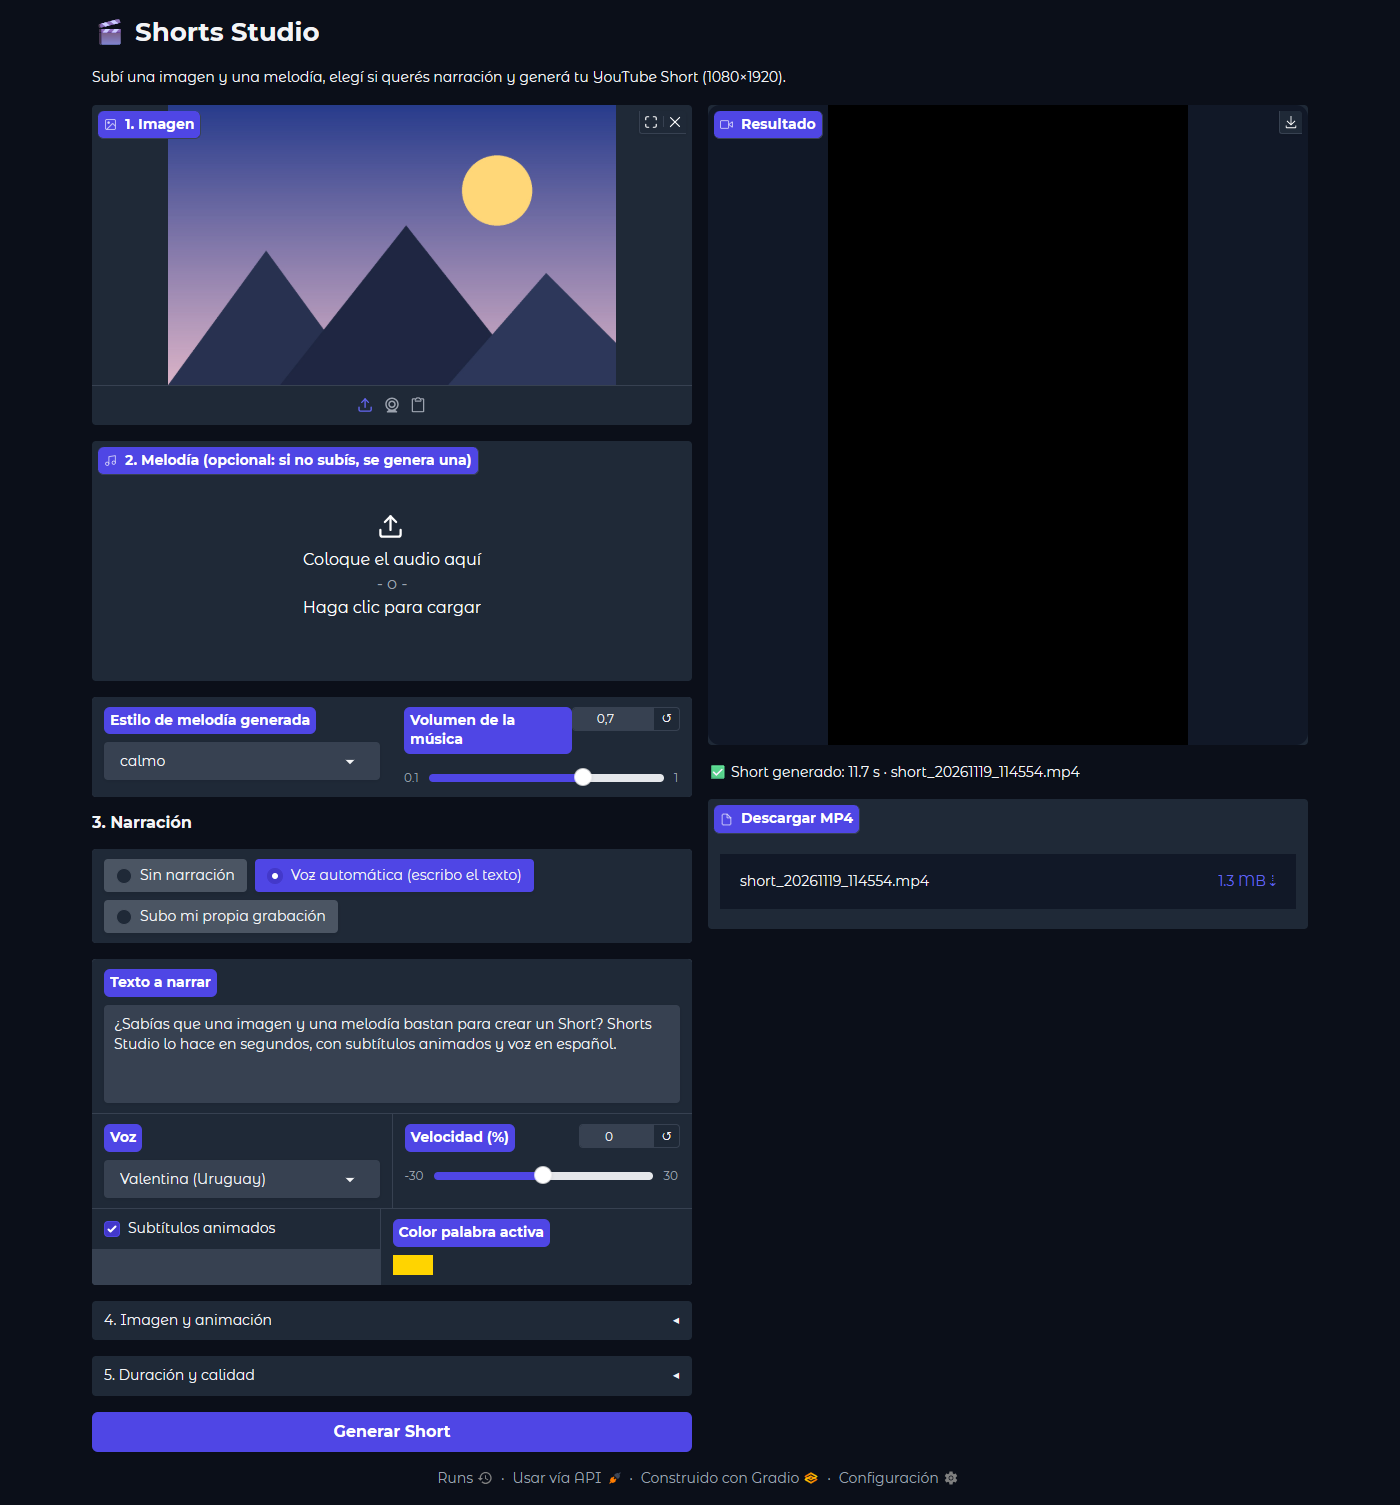 Shorts Studio
Subí una imagen y una melodía, elegí si querés narración y generá tu YouTube Short (1080×1920).
1. Imagen
2. Melodía (opcional: si no subís, se genera una)
Coloque el audio aquí
- o -
Haga clic para cargar
Estilo de melodía generada
calmo
Volumen de la
música
0,7
↺
0.1
1
3. Narración
Sin narración
Voz automática (escribo el texto)
Subo mi propia grabación
Texto a narrar
¿Sabías que una imagen y una melodía bastan para crear un Short? Shorts
Studio lo hace en segundos, con subtítulos animados y voz en español.
Voz
Valentina (Uruguay)
Velocidad (%)
0
↺
-30
30
Subtítulos animados
Color palabra activa
4. Imagen y animación
5. Duración y calidad
Generar Short
Resultado
✅ Short generado: 11.7 s · short_20261119_114554.mp4
Descargar MP4
short_20261119_114554.mp4
1.3 MB ⇣
Runs · Usar vía API · Construido con Gradio · Configuración